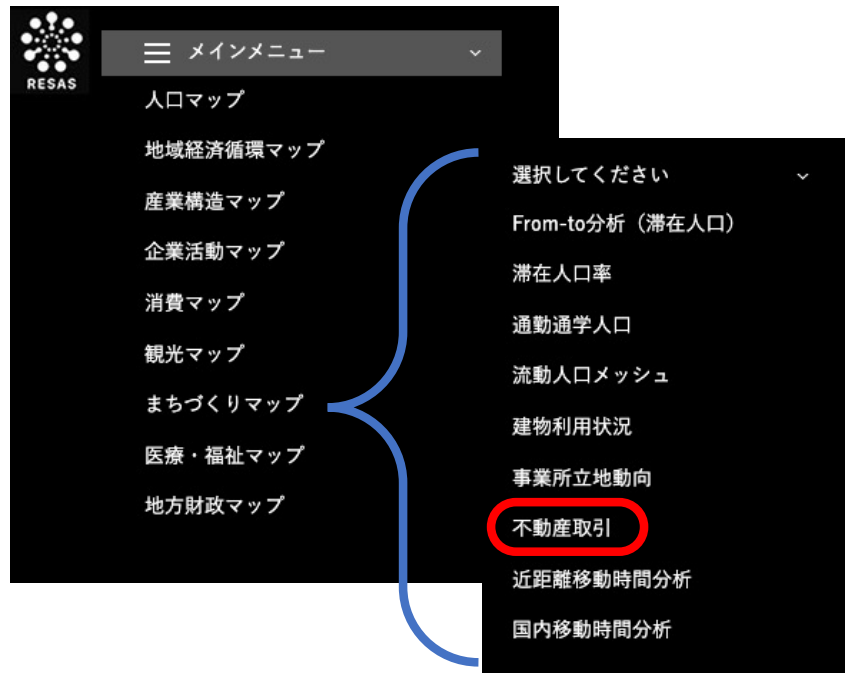 RESAS
メインメニュー
人口マップ
地域経済循環マップ
産業構造マップ
企業活動マップ
消費マップ
観光マップ
まちづくりマップ
医療・福祉マップ
地方財政マップ
選択してください
From-to分析（滞在人口）
滞在人口率
通勤通学人口
流動人口メッシュ
建物利用状況
事業所立地動向
不動産取引
近距離移動時間分析
国内移動時間分析